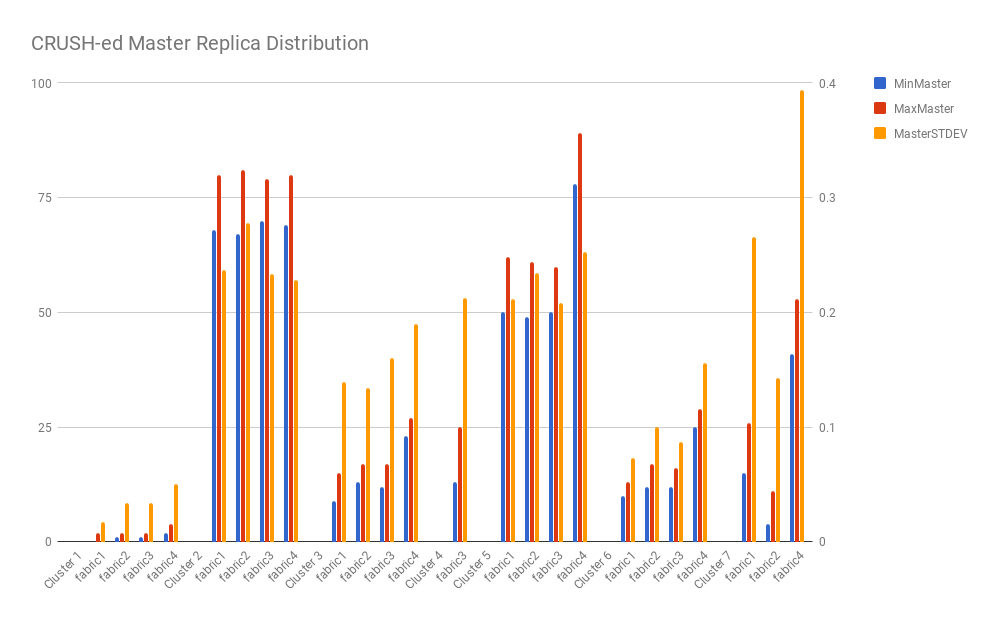 CRUSH-ed Master Replica Distribution
100
75
50
25
0
0.4
0.3
0.2
0.1
0
MinMaster
MaxMaster
MasterSTDEV
Cluster 1
fabric1
fabric2
fabric3
fabric4
Cluster 2
fabric1
fabric2
fabric3
fabric4
Cluster 3
fabric1
fabric2
fabric3
fabric4
Cluster 4
fabric3
Cluster 5
fabric1
fabric2
fabric3
fabric4
Cluster 6
fabric1
fabric2
fabric3
fabric4
Cluster 7
fabric1
fabric2
fabric4